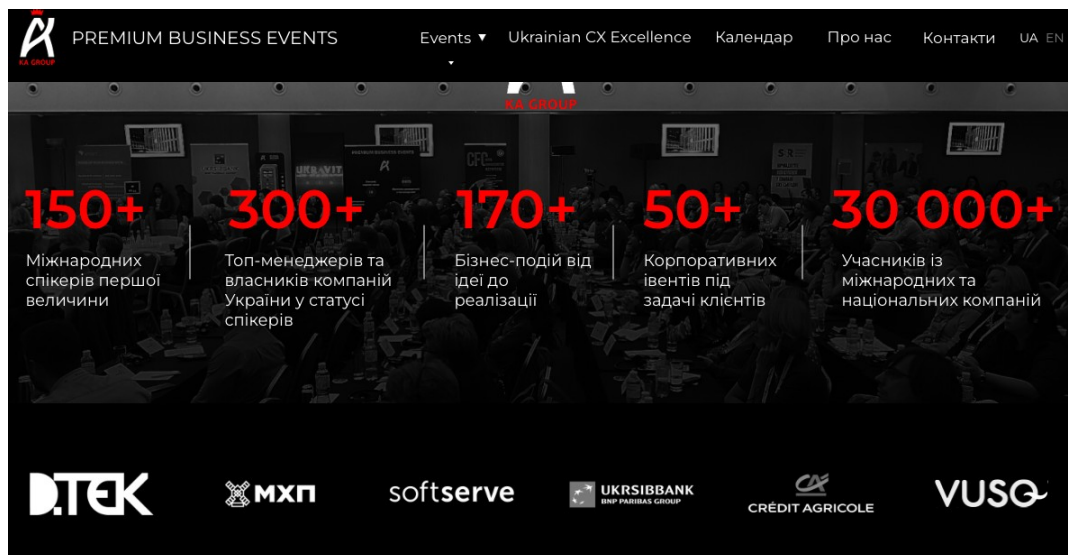 KA GROUP
PREMIUM BUSINESS EVENTS
Events ▼
Ukrainian CX Excellence
Календар
Про нас
Контакти
UA EN
KA GROUP
UKRAVIT
CFC
150+
300+
170+
50+
30 000+
Міжнародних
спікерів першої
величини
Топ-менеджерів та
власників компаній
України у статусі
спікерів
Бізнес-подій від
ідеї до
реалізації
Корпоративних
івентів під
задачі клієнтів
Учасників із
міжнародних та
національних компаній
D.TEK
МХП
softserve
UKRSIBBANK
BNP PARIBAS GROUP
CRÉDIT AGRICOLE
VUSO